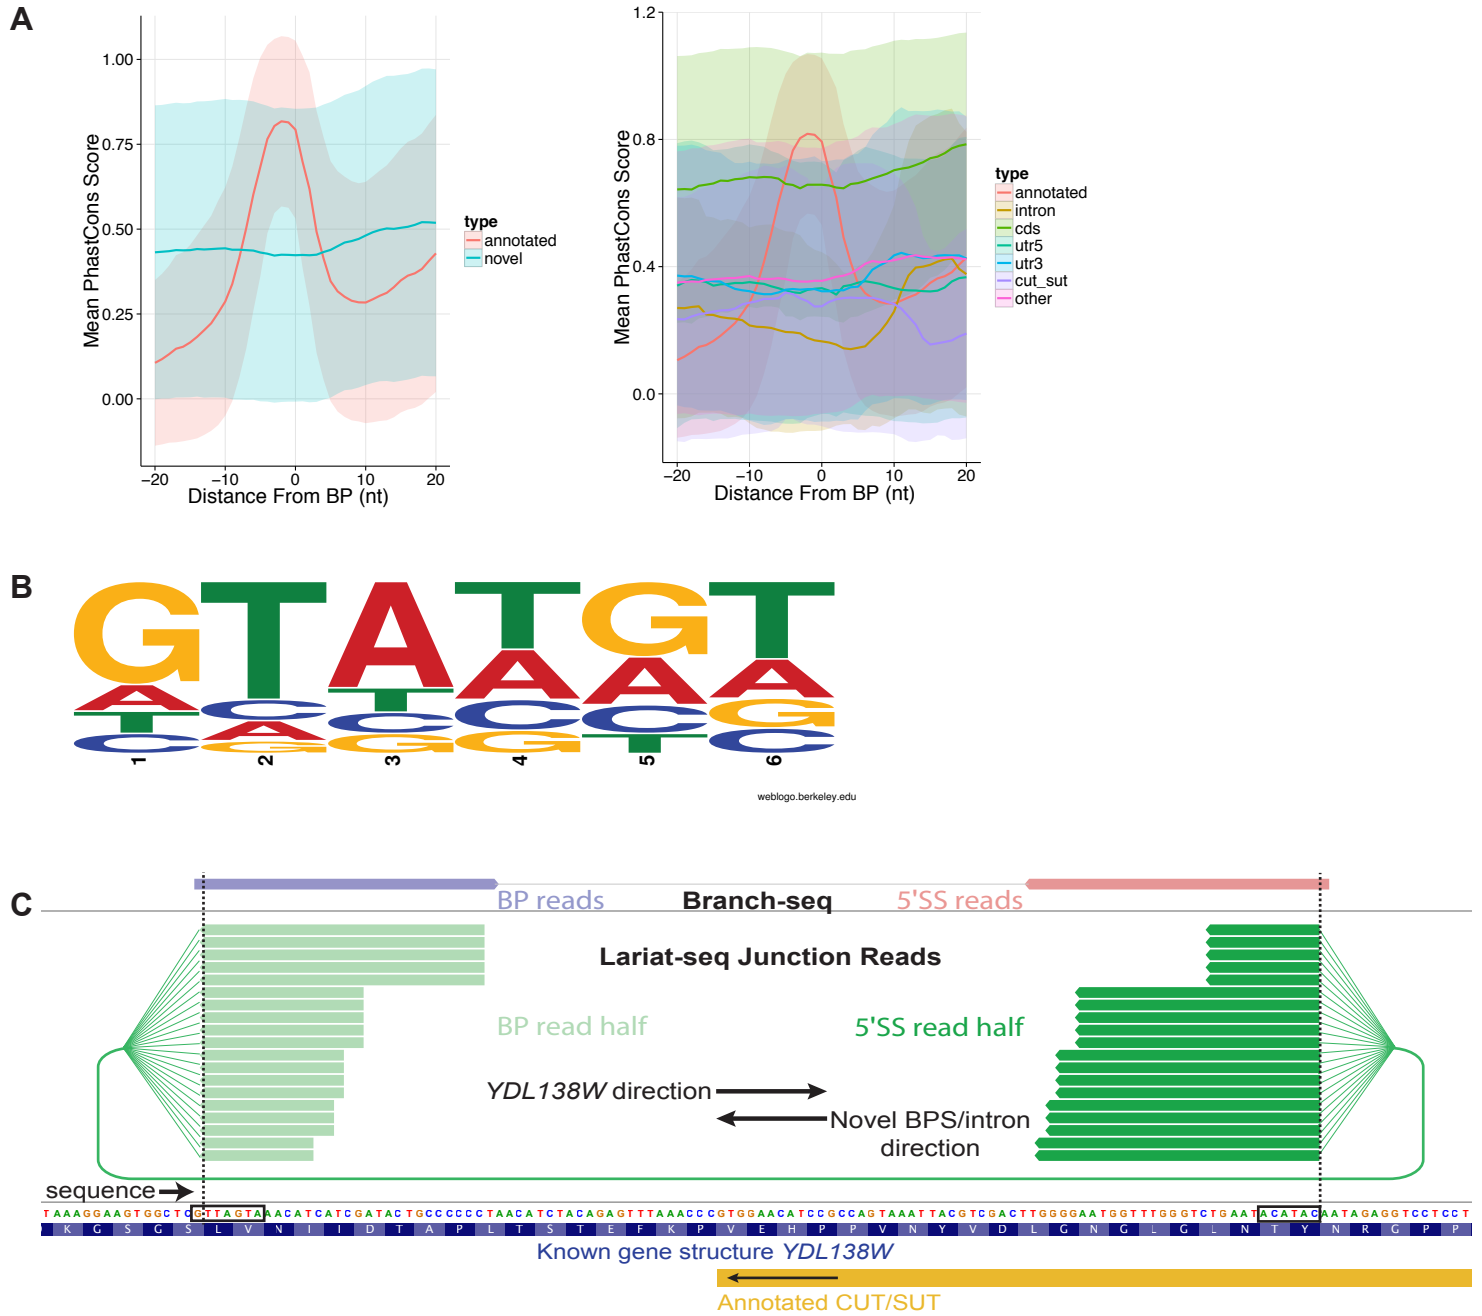 A
Mean PhastCons Score
1.00
0.75
0.50
0.25
0.00
−20
−10
0
10
20
Distance From BP (nt)
type
annotated
novel
Mean PhastCons Score
1.2
0.8
0.4
0.0
−20
−10
0
10
20
Distance From BP (nt)
type
annotated
intron
cds
utr5
utr3
cut_sut
other
B
G T A T G T
A C T A A A
T A C C C G
C G G G T C
1 2 3 4 5 6
weblogo.berkeley.edu
C
BP reads
Branch-seq
5'SS reads
Lariat-seq Junction Reads
BP read half
5'SS read half
YDL138W direction
Novel BPS/intron
direction
sequence
TAAAGGAAGTGGCTCGTTAGTAAACATCATCGATACTGCCCCCCTAACATCTACAGAGTTTAAACCCGTGGAACATCCGCCAGTAAATTACGTCGACTTGGGGAATGGTTTGGGTCTGAATACATACAATAGAGGTCCTCCT
K G S G S L V N I I D T A P L T S T E F K P V E H P P V N Y V D L G N G L G L N T Y N R G P P
Known gene structure YDL138W
Annotated CUT/SUT